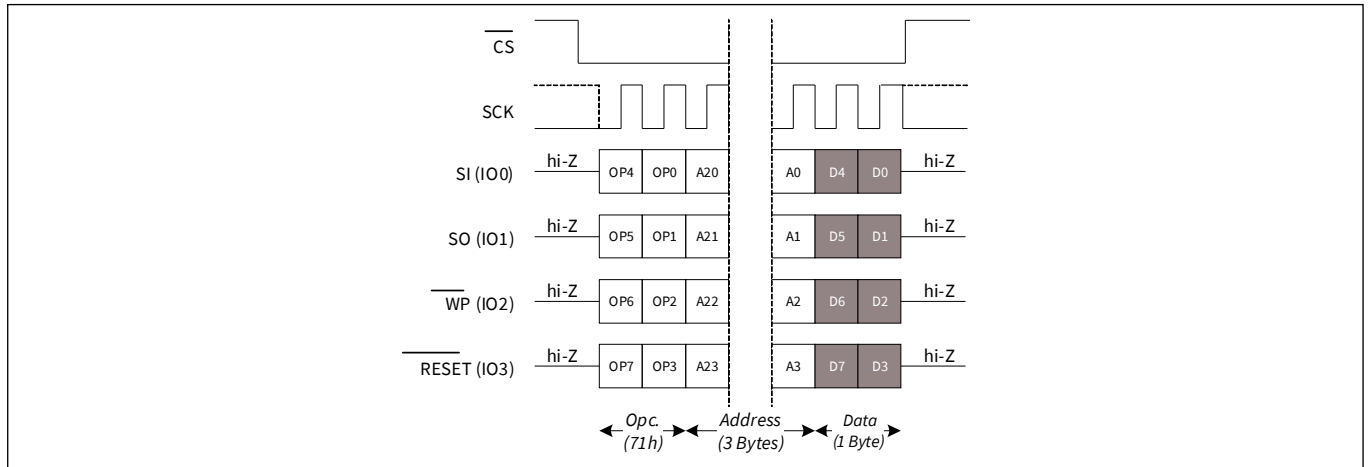 CS
SCK
SI (IO0) hi-Z OP4 OP0 A20 A0 D4 D0 hi-Z
SO (IO1) hi-Z OP5 OP1 A21 A1 D5 D1 hi-Z
WP (IO2) hi-Z OP6 OP2 A22 A2 D6 D2 hi-Z
RESET (IO3) hi-Z OP7 OP3 A23 A3 D7 D3 hi-Z
Opc. Address Data
(71h) (3 Bytes) (1 Byte)